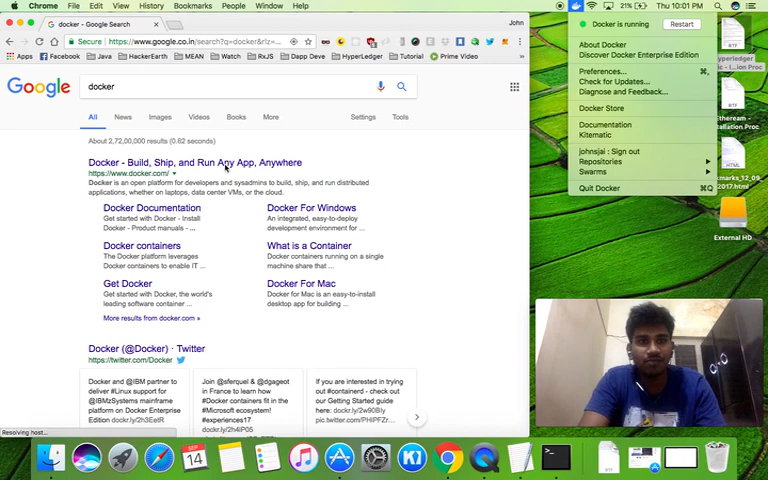 Chrome File Edit View History Bookmarks People Window Help
21% Thu 10:01 PM
docker - Google Search
John
Secure https://www.google.co.in/search?q=docker&rlz=...
Apps Facebook Java HackerEarth MEAN Watch RxJS Dapp Deve HyperLedger Tutorial Prime Video
Google
docker
All News Images Videos Books More Settings Tools
About 2,72,00,000 results (0.62 seconds)
Docker - Build, Ship, and Run Any App, Anywhere
https://www.docker.com/
Docker is an open platform for developers and sysadmins to build, ship, and run distributed
applications, whether on laptops, data center VMs, or the cloud.
Docker Documentation
Get started with Docker - Install
Docker - Product manuals - ...
Docker For Windows
An integrated, easy-to-deploy
development environment for ...
Docker containers
The Docker platform leverages
Docker containers to enable IT ...
What is a Container
Docker containers running on a single
machine share that ...
Get Docker
Get started with Docker, the world's
leading software container ...
Docker For Mac
Docker for Mac is an easy-to-install
desktop app for building ...
More results from docker.com »
Docker (@Docker) · Twitter
https://twitter.com/Docker
Docker and @IBM partner to
deliver #Linux support for
@IBMzSystems mainframe
platform on Docker Enterprise
Edition dockr.ly/2h3EetR
Join @sferquel & @dgageot
in France to learn how
#Docker containers fit in the
#Microsoft ecosystem!
#experiences17
dockr.ly/2h4IP05
If you are interested in trying
out #containerd - check out
our Getting Started guide
here: dockr.ly/2w90Bly
pic.twitter.com/PHIPFZr...
Resolving host...
Docker is running
Restart
About Docker
Discover Docker Enterprise Edition
Preferences... ⌘,
Check for Updates...
Diagnose and Feedback...
Docker Store
Documentation
Kitematic
johnsjai : Sign out
Repositories
Swarms
Quit Docker ⌘Q
RTF
hyperledger
RTF
Ethereum -
HTML
2017.html
External HD
SEP
14